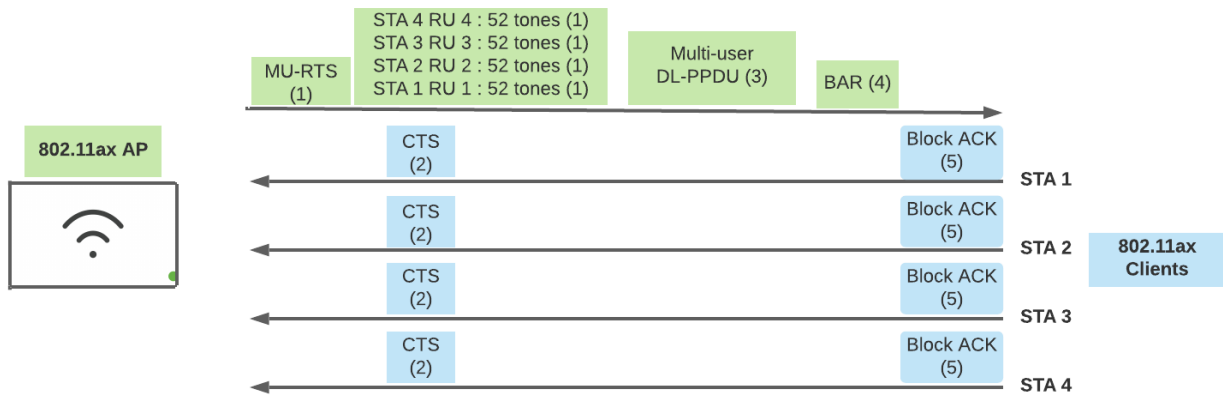 STA 4 RU 4 : 52 tones (1)
STA 3 RU 3 : 52 tones (1)
STA 2 RU 2 : 52 tones (1)
STA 1 RU 1 : 52 tones (1)
MU-RTS
(1)
Multi-user
DL-PPDU (3)
BAR (4)
802.11ax AP
CTS
(2)
Block ACK
(5)
STA 1
CTS
(2)
Block ACK
(5)
STA 2
802.11ax
Clients
CTS
(2)
Block ACK
(5)
STA 3
CTS
(2)
Block ACK
(5)
STA 4